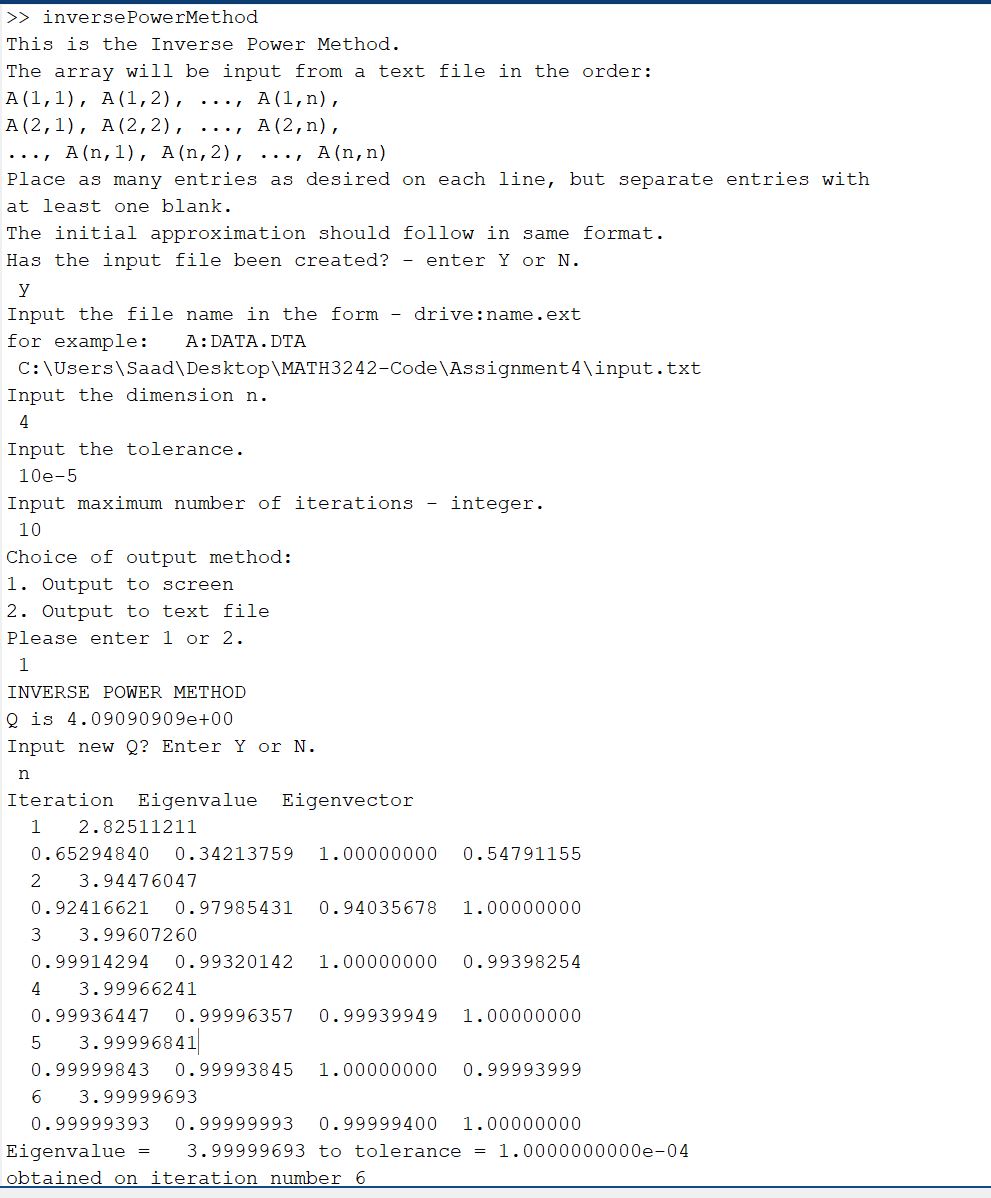 >> inversePowerMethod
This is the Inverse Power Method.
The array will be input from a text file in the order:
A(1,1), A(1,2), ..., A(1,n),
A(2,1), A(2,2), ..., A(2,n),
..., A(n,1), A(n,2), ..., A(n,n)
Place as many entries as desired on each line, but separate entries with
at least one blank.
The initial approximation should follow in same format.
Has the input file been created? - enter Y or N.
y
Input the file name in the form - drive:name.ext
for example:   A:DATA.DTA
C:\Users\Saad\Desktop\MATH3242-Code\Assignment4\input.txt
Input the dimension n.
4
Input the tolerance.
10e-5
Input maximum number of iterations - integer.
10
Choice of output method:
1. Output to screen
2. Output to text file
Please enter 1 or 2.
1
INVERSE POWER METHOD
Q is 4.09090909e+00
Input new Q? Enter Y or N.
n
Iteration  Eigenvalue  Eigenvector
1   2.82511211
0.65294840  0.34213759  1.00000000  0.54791155
2   3.94476047
0.92416621  0.97985431  0.94035678  1.00000000
3   3.99607260
0.99914294  0.99320142  1.00000000  0.99398254
4   3.99966241
0.99936447  0.99996357  0.99939949  1.00000000
5   3.99996841
0.99999843  0.99993845  1.00000000  0.99993999
6   3.99999693
0.99999393  0.99999993  0.99999400  1.00000000
Eigenvalue =   3.99999693 to tolerance = 1.0000000000e-04
obtained on iteration number 6